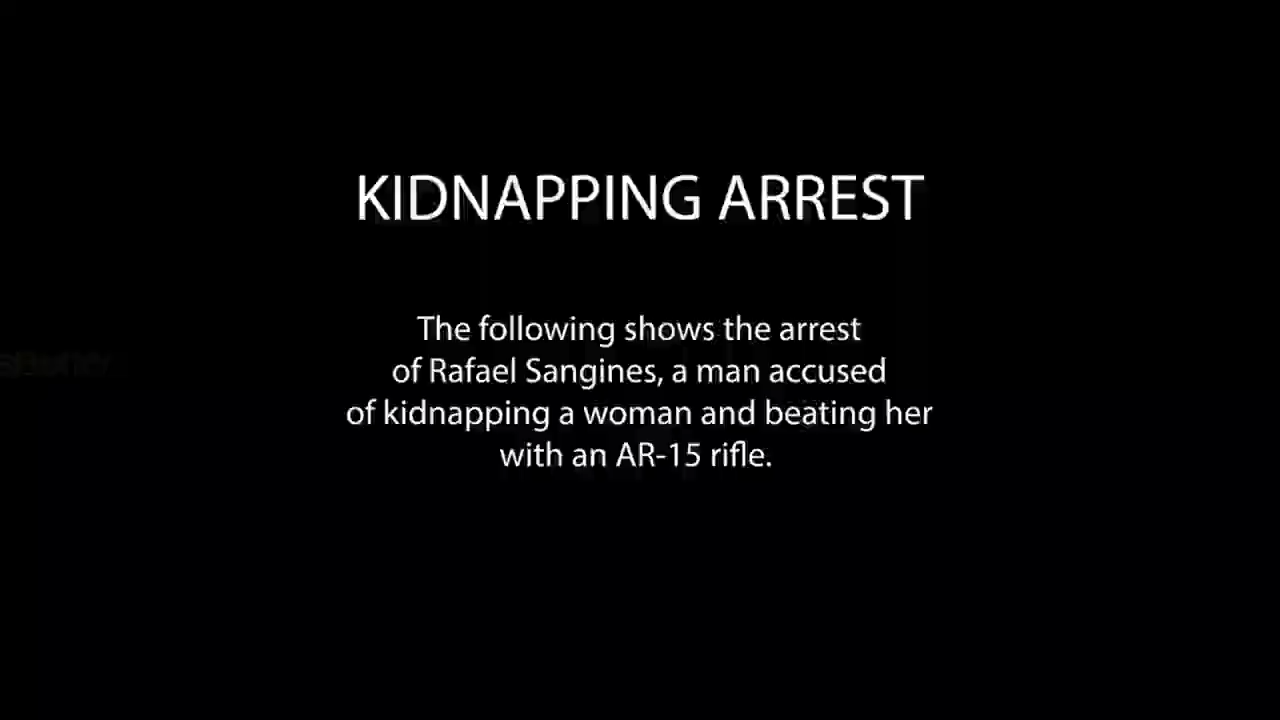 KIDNAPPING ARREST
The following shows the arrest
of Rafael Sangines, a man accused
of kidnapping a woman and beating her
with an AR-15 rifle.